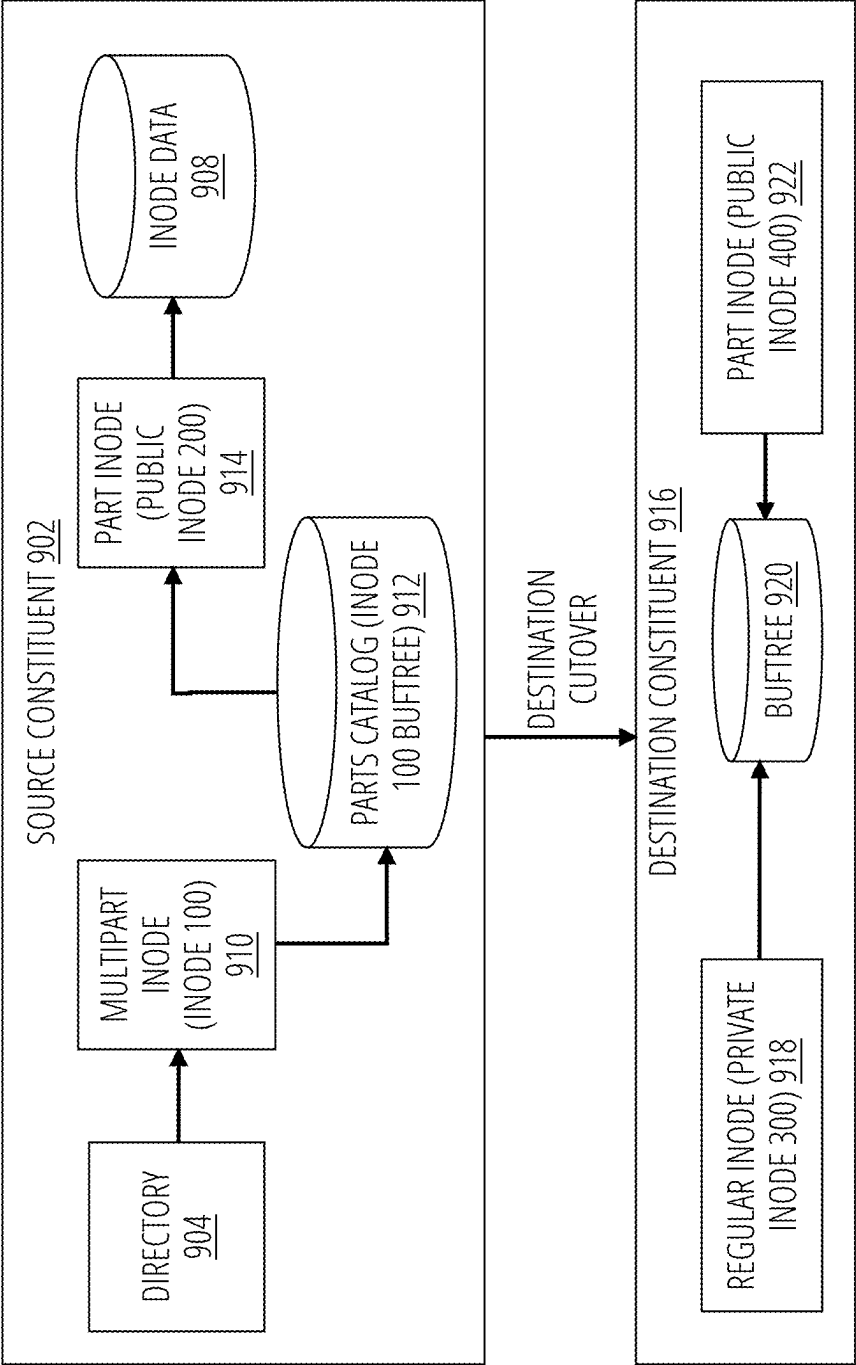 SOURCE CONSTITUENT 902
DIRECTORY
904
MULTIPART
INODE
(INODE 100)
910
PARTS CATALOG (INODE
100 BUFTREE) 912
PART INODE
(PUBLIC
INODE 200)
914
INODE DATA
908
DESTINATION
CUTOVER
DESTINATION CONSTITUENT 916
REGULAR INODE (PRIVATE
INODE 300) 918
BUFTREE 920
PART INODE (PUBLIC
INODE 400) 922